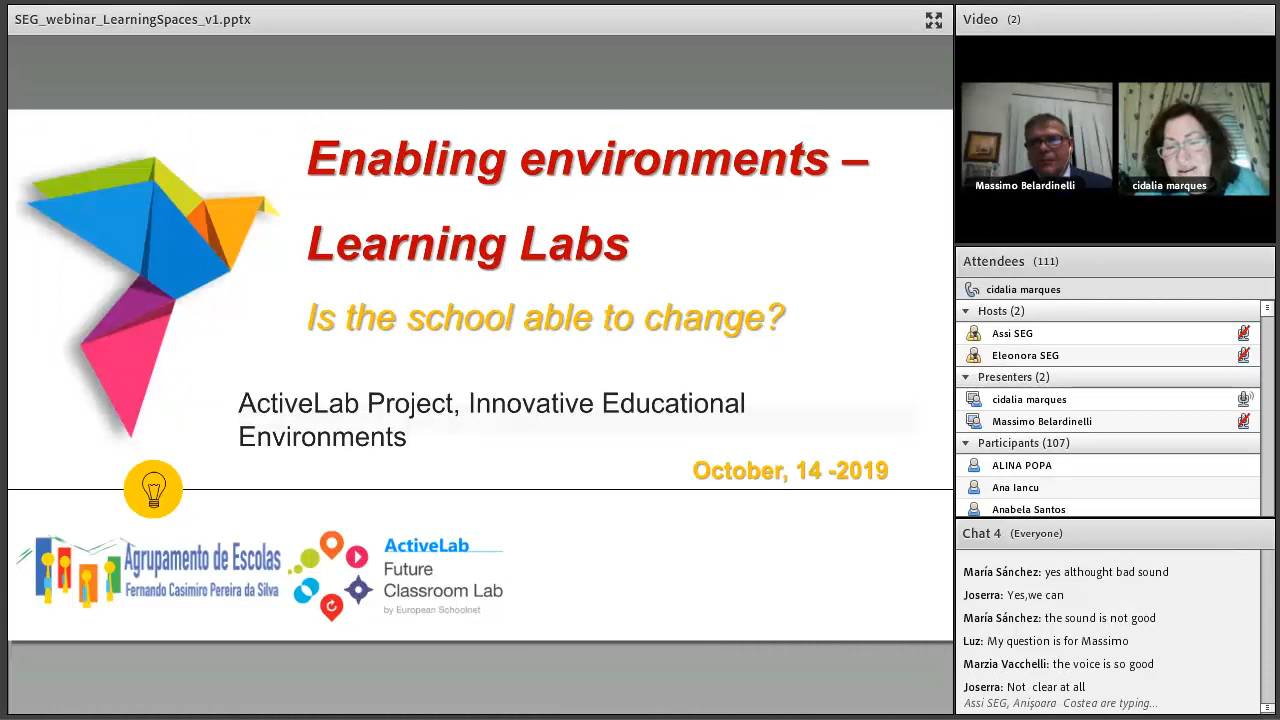 SEG_webinar_LearningSpaces_v1.pptx
Enabling environments –
Learning Labs
Is the school able to change?
ActiveLab Project, Innovative Educational
Environments
October, 14 -2019
Agrupamento de Escolas
Fernando Casimiro Pereira da Silva
ActiveLab
Future
Classroom Lab
by European Schoolnet
Video (2)
Massimo Belardinelli
cidalia marques
Attendees (111)
cidalia marques
Hosts (2)
Assi SEG
Eleonora SEG
Presenters (2)
cidalia marques
Massimo Belardinelli
Participants (107)
ALINA POPA
Ana Iancu
Anabela Santos
Chat 4 (Everyone)
María Sánchez: yes althought bad sound
Joserra: Yes,we can
María Sánchez: the sound is not good
Luz: My question is for Massimo
Marzia Vacchelli: the voice is so good
Joserra: Not clear at all
Assi SEG, Anişoara Costea are typing...